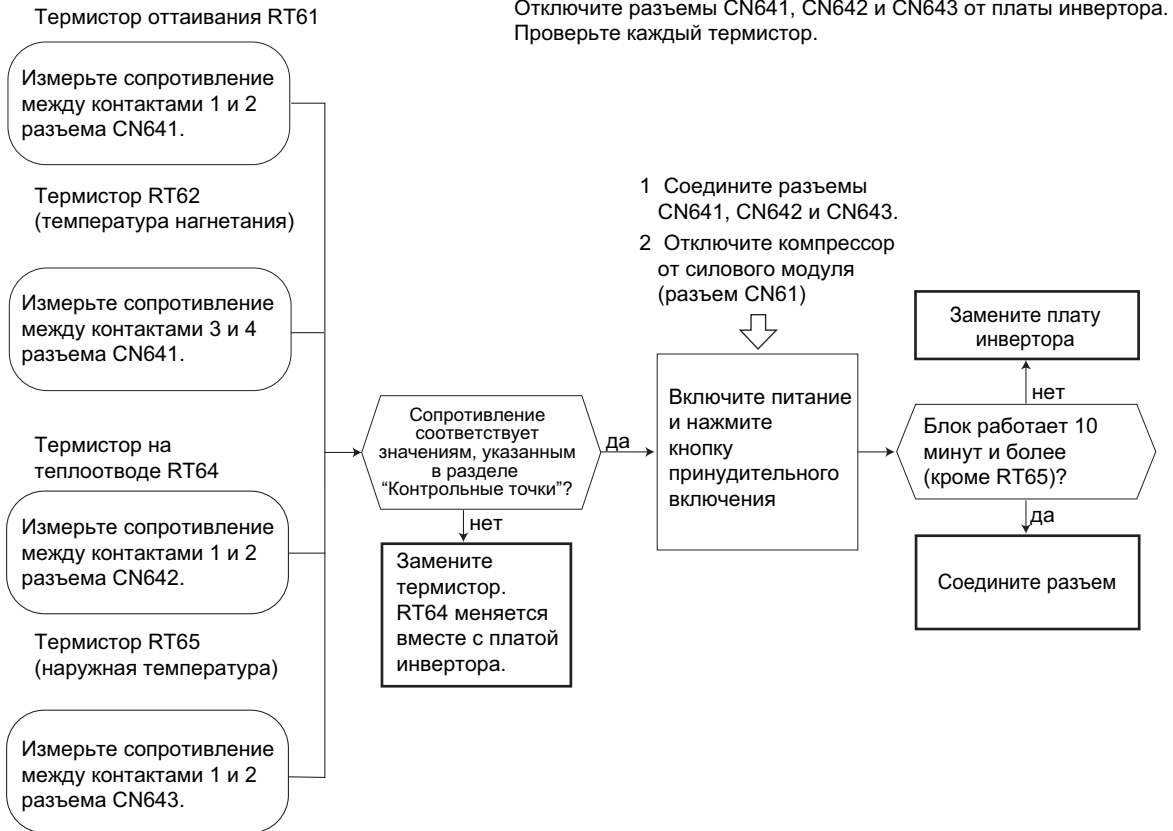 Термистор оттаивания RT61
Отключите разъемы CN641, CN642 и CN643 от платы инвертора.
Проверьте каждый термистор.
Измерьте сопротивление
между контактами 1 и 2
разъема CN641.
Термистор RT62
(температура нагнетания)
Измерьте сопротивление
между контактами 3 и 4
разъема CN641.
Термистор на
теплоотводе RT64
Измерьте сопротивление
между контактами 1 и 2
разъема CN642.
Термистор RT65
(наружная температура)
Измерьте сопротивление
между контактами 1 и 2
разъема CN643.
Сопротивление
соответствует
значениям, указанным
в разделе
“Контрольные точки”?
да
нет
Замените
термистор.
RT64 меняется
вместе с платой
инвертора.
1 Соедините разъемы
CN641, CN642 и CN643.
2 Отключите компрессор
от силового модуля
(разъем CN61)
Включите питание
и нажмите
кнопку
принудительного
включения
Замените плату
инвертора
нет
Блок работает 10
минут и более
(кроме RT65)?
да
Соедините разъем